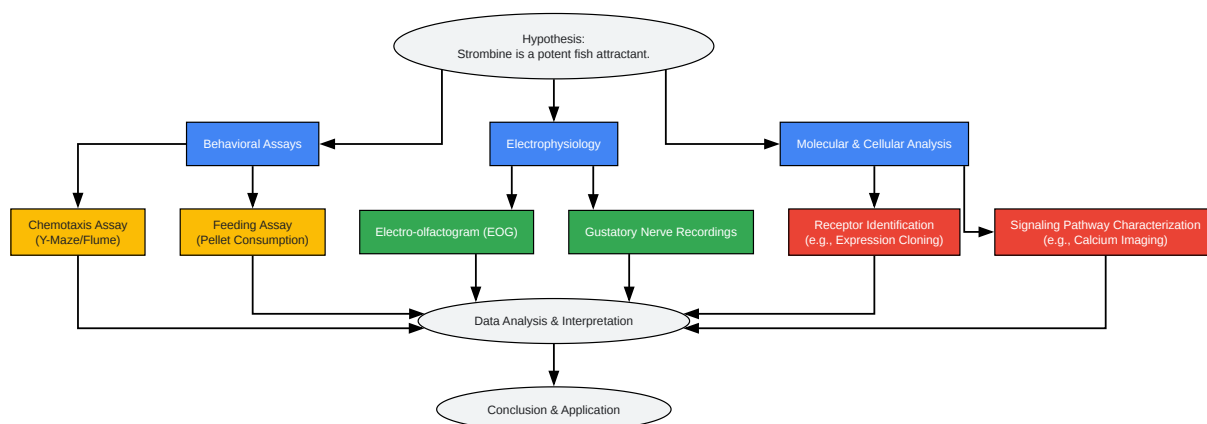 Hypothesis:
Strombine is a potent fish attractant.
Behavioral Assays
Electrophysiology
Molecular & Cellular Analysis
Chemotaxis Assay
(Y-Maze/Flume)
Feeding Assay
(Pellet Consumption)
Electro-olfactogram (EOG)
Gustatory Nerve Recordings
Receptor Identification
(e.g., Expression Cloning)
Signaling Pathway Characterization
(e.g., Calcium Imaging)
Data Analysis & Interpretation
Conclusion & Application